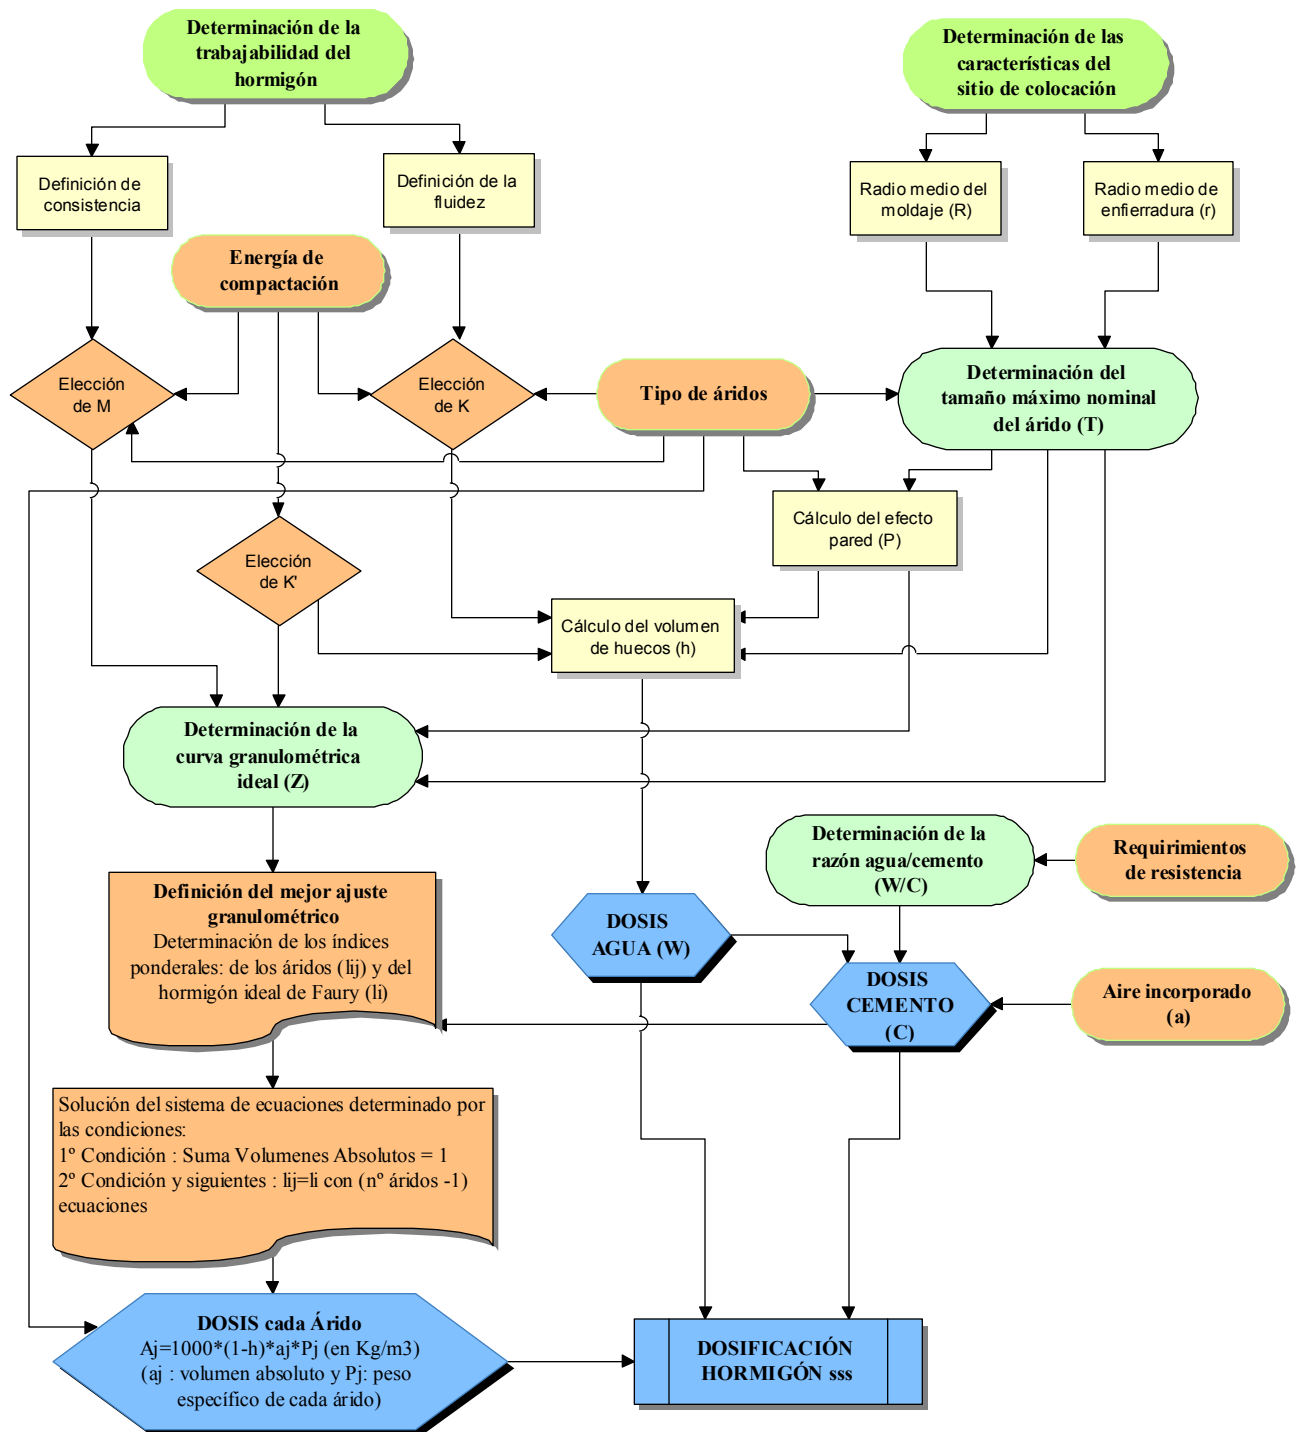 Determinación de la
trabajabilidad del
hormigón
Determinación de las
características del
sitio de colocación
Definición de
consistencia
Definición de la
fluidez
Radio medio del
moldaje (R)
Radio medio de
enfierradura (r)
Energía de
compactación
Elección
de M
Elección
de K
Tipo de áridos
Determinación del
tamaño máximo nominal
del árido (T)
Cálculo del efecto
pared (P)
Elección
de K'
Cálculo del volumen
de huecos (h)
Determinación de la
curva granulométrica
ideal (Z)
Determinación de la
razón agua/cemento
(W/C)
Requirimientos
de resistencia
Definición del mejor ajuste
granulométrico
Determinación de los índices
ponderales: de los áridos (lij) y del
hormigón ideal de Faury (li)
DOSIS
AGUA (W)
DOSIS
CEMENTO
(C)
Aire incorporado
(a)
Solución del sistema de ecuaciones determinado por
las condiciones:
1º Condición : Suma Volumenes Absolutos = 1
2º Condición y siguientes : lij=li con (nº áridos -1)
ecuaciones
DOSIS cada Árido
Aj=1000*(1-h)*aj*Pj (en Kg/m3)
(aj : volumen absoluto y Pj: peso
específico de cada árido)
DOSIFICACIÓN
HORMIGÓN sss